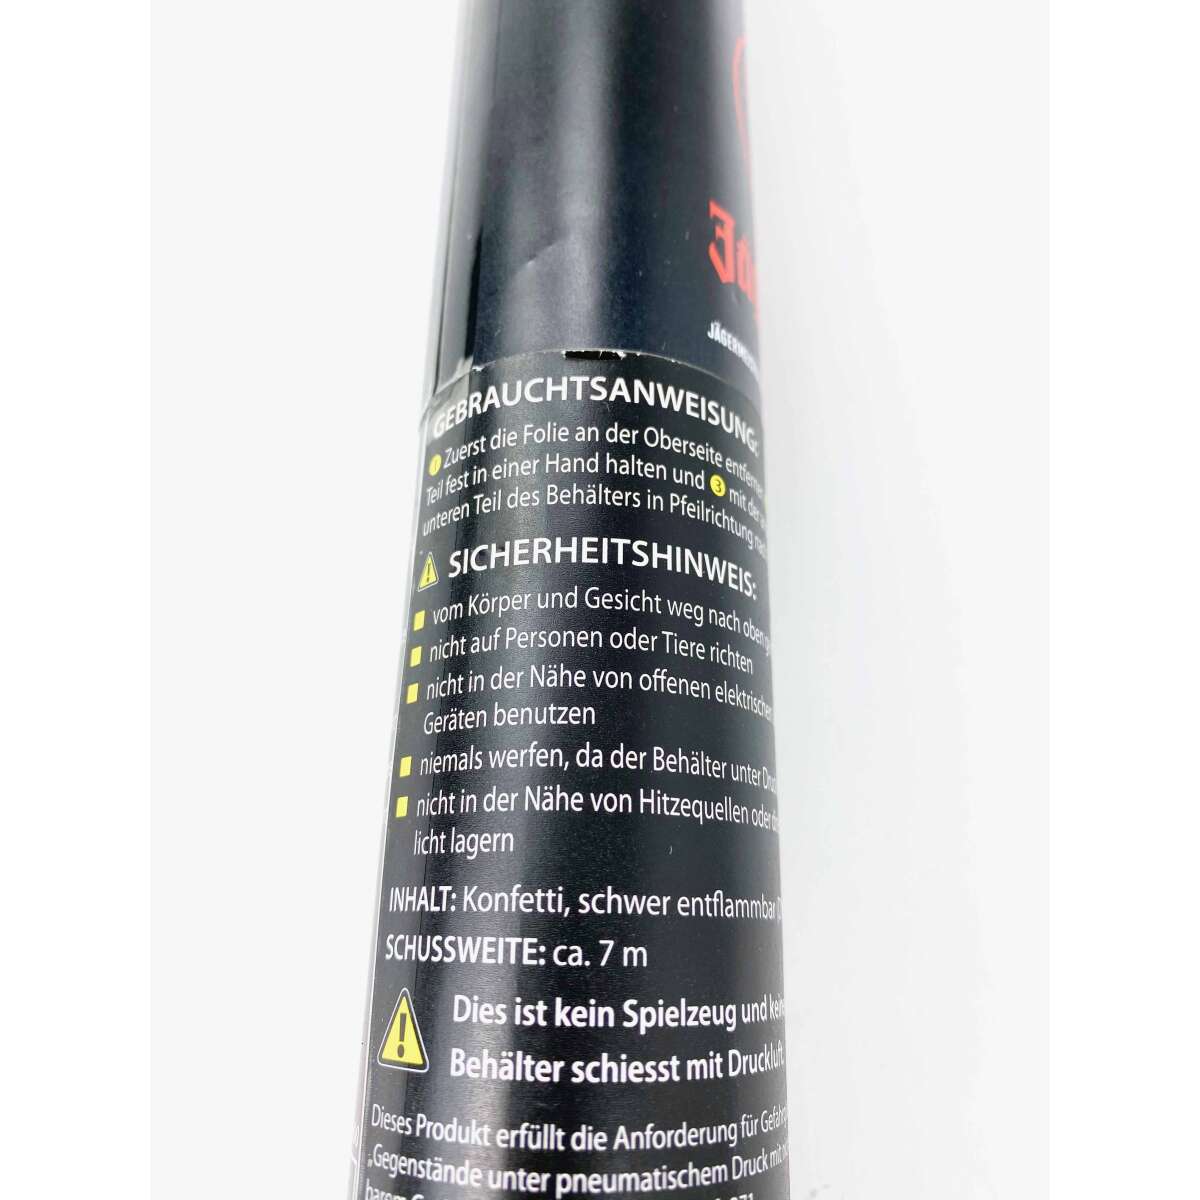 JÄGERMEI
GEBRAUCHTSANWEISUNG
1 Zuerst die Folie an der Oberseite entfernen
Teil fest in einer Hand halten und 3 mit der
unteren Teil des Behälters in Pfeilrichtung
SICHERHEITSHINWEIS:
vom Körper und Gesicht weg nach oben
nicht auf Personen oder Tiere richten
nicht in der Nähe von offenen elektrischen
Geräten benutzen
niemals werfen, da der Behälter unter
nicht in der Nähe von Hitzequellen oder
licht lagern
INHALT: Konfetti, schwer entflammbar
SCHUSSWEITE: ca. 7 m
Dies ist kein Spielzeug und
Behälter schiesst mit Druckluft
Dieses Produkt erfüllt die Anforderung für
„Gegenstände unter pneumatischem Druck mit